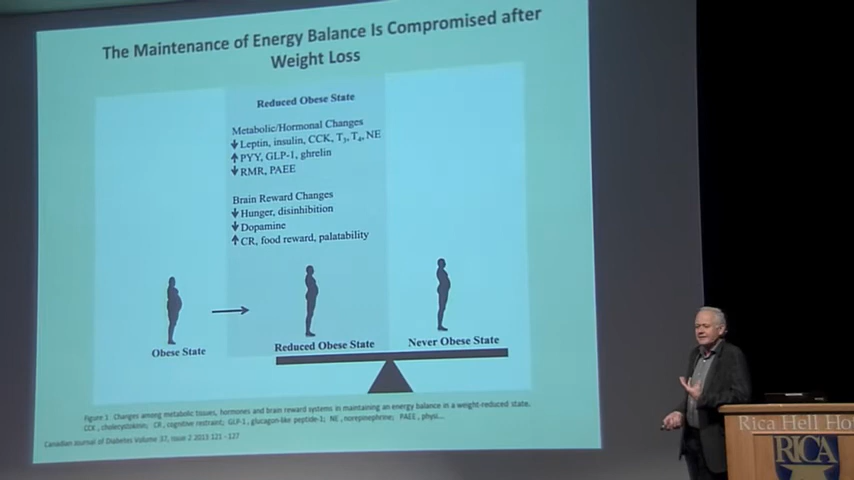 The Maintenance of Energy Balance Is Compromised after
Weight Loss
Reduced Obese State
Metabolic/Hormonal Changes
↓Leptin, insulin, CCK, T3, T4, NE
↑PYY, GLP-1, ghrelin
↓RMR, PAEE
Brain Reward Changes
↓Hunger, disinhibition
↓Dopamine
↑CR, food reward, palatability
Obese State
Reduced Obese State
Never Obese State
Figure 1 Changes among metabolic tissues, hormones and brain reward systems in maintaining an energy balance in a weight-reduced state.
CCK , cholecystokinin; CR , cognitive restraint; GLP-1 , glucagon-like peptide-1; NE , norepinephrine; PAEE , physi...
Canadian Journal of Diabetes Volume 37, Issue 2 2013 121 - 127
Rica Hell Ho
RICA